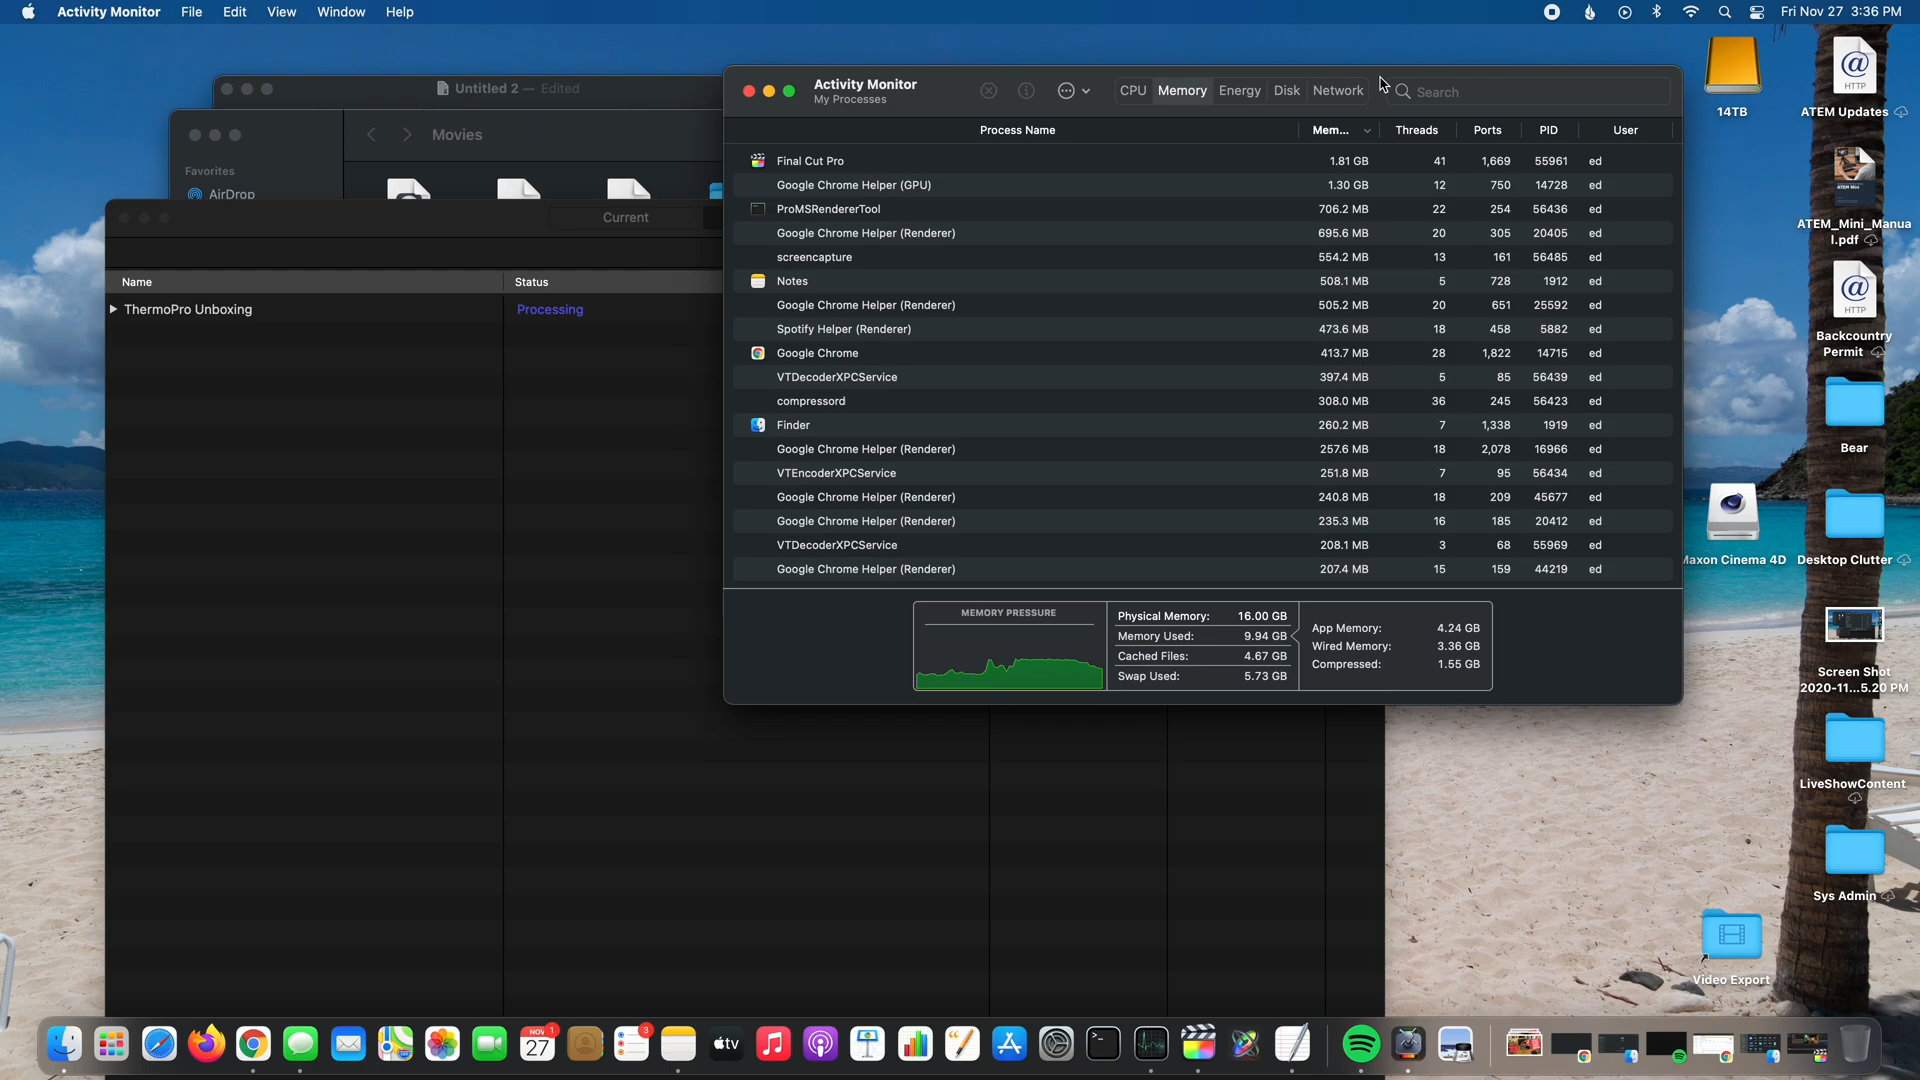 Activity Monitor File Edit View Window Help
Fri Nov 27 3:36 PM
Untitled 2 — Edited
Movies
Favorites
AirDrop
Current
Name Status
ThermoPro Unboxing Processing
Activity Monitor
My Processes
CPU Memory Energy Disk Network
Search
Process Name Mem... Threads Ports PID User
Final Cut Pro 1.81 GB 41 1,669 55961 ed
Google Chrome Helper (GPU) 1.30 GB 12 750 14728 ed
ProMSRendererTool 706.2 MB 22 254 56436 ed
Google Chrome Helper (Renderer) 695.6 MB 20 305 20405 ed
screencapture 554.2 MB 13 161 56485 ed
Notes 508.1 MB 5 728 1912 ed
Google Chrome Helper (Renderer) 505.2 MB 20 651 25592 ed
Spotify Helper (Renderer) 473.6 MB 18 458 5882 ed
Google Chrome 413.7 MB 28 1,822 14715 ed
VTDecoderXPCService 397.4 MB 5 85 56439 ed
compressord 308.0 MB 36 245 56423 ed
Finder 260.2 MB 7 1,338 1919 ed
Google Chrome Helper (Renderer) 257.6 MB 18 2,078 16966 ed
VTEncoderXPCService 251.8 MB 7 95 56434 ed
Google Chrome Helper (Renderer) 240.8 MB 18 209 45677 ed
Google Chrome Helper (Renderer) 235.3 MB 16 185 20412 ed
VTDecoderXPCService 208.1 MB 3 68 55969 ed
Google Chrome Helper (Renderer) 207.4 MB 15 159 44219 ed
MEMORY PRESSURE
Physical Memory: 16.00 GB
Memory Used: 9.94 GB
Cached Files: 4.67 GB
Swap Used: 5.73 GB
App Memory: 4.24 GB
Wired Memory: 3.36 GB
Compressed: 1.55 GB
14TB
HTTP
ATEM Updates
ATEM Mini
ATEM_Mini_Manua
l.pdf
HTTP
Backcountry
Permit
Bear
Maxon Cinema 4D
Desktop Clutter
Screen Shot
2020-11...5.20 PM
LiveShowContent
Sys Admin
Video Export
NOV
27
1
3
tv